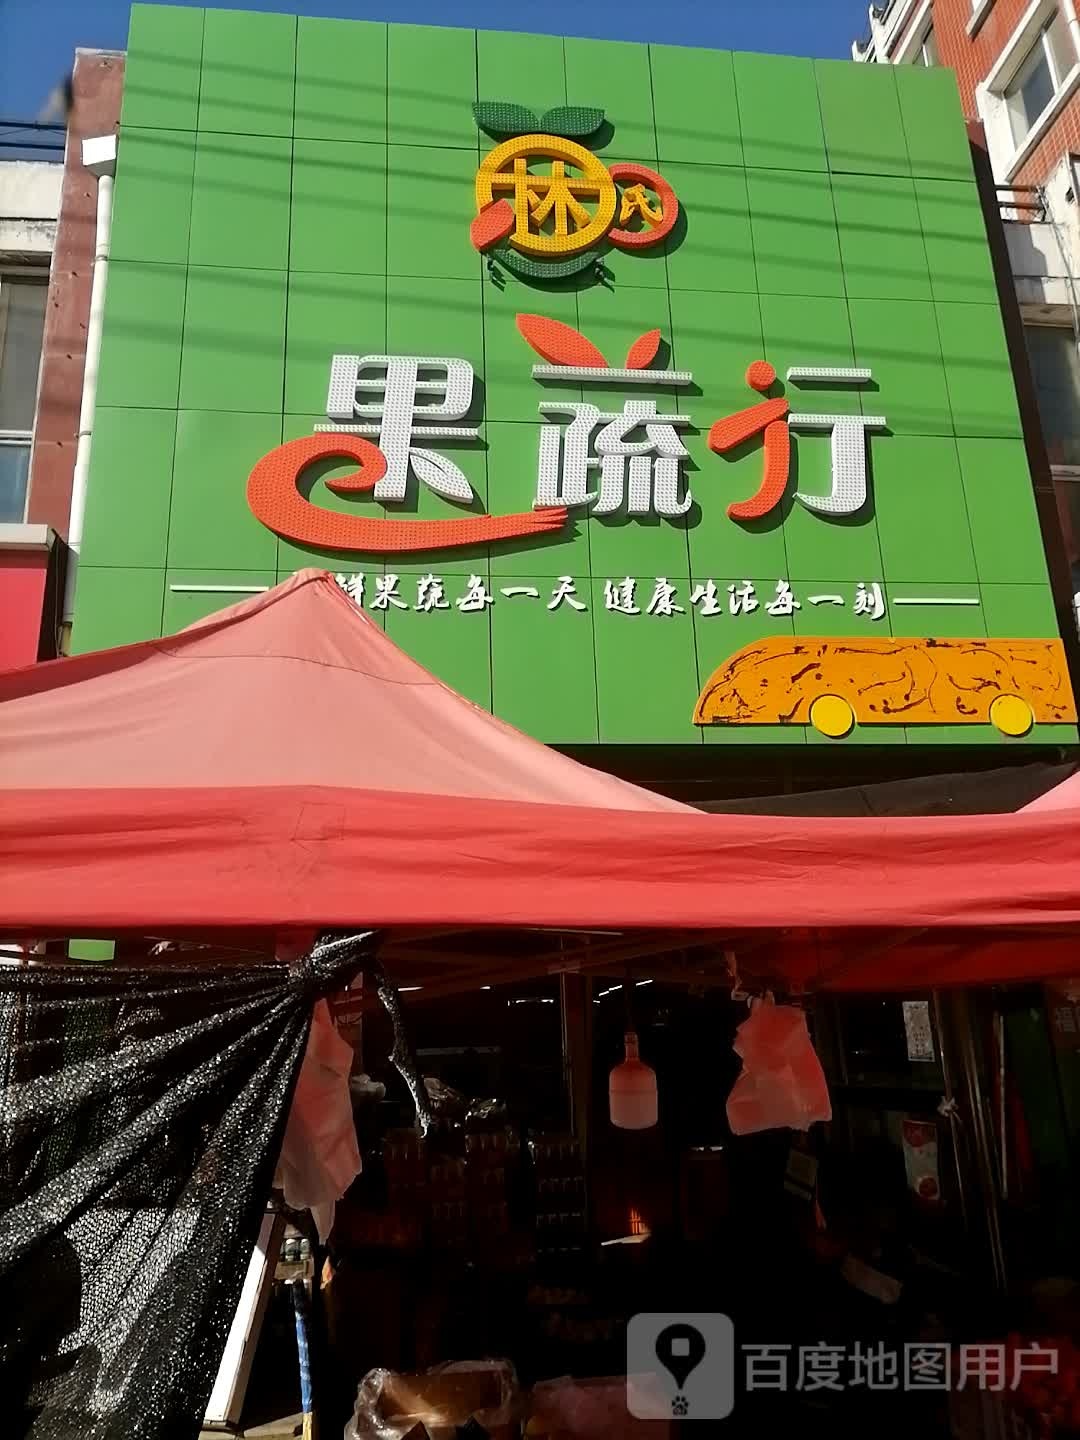 林氏
果蔬行
鲜果蔬每一天 健康生活每一刻
福
百度地图用户